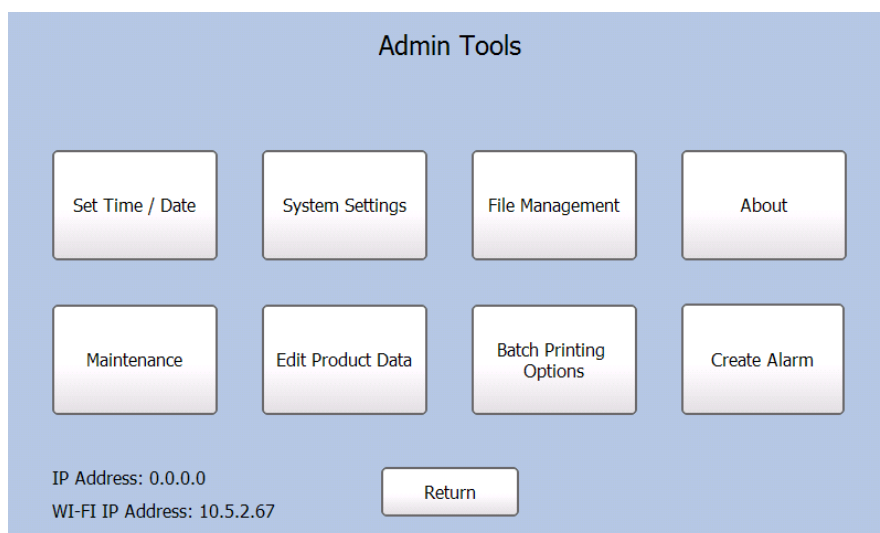 Admin Tools
Set Time / Date
System Settings
File Management
About
Maintenance
Edit Product Data
Batch Printing
Options
Create Alarm
IP Address: 0.0.0.0
WI-FI IP Address: 10.5.2.67
Return